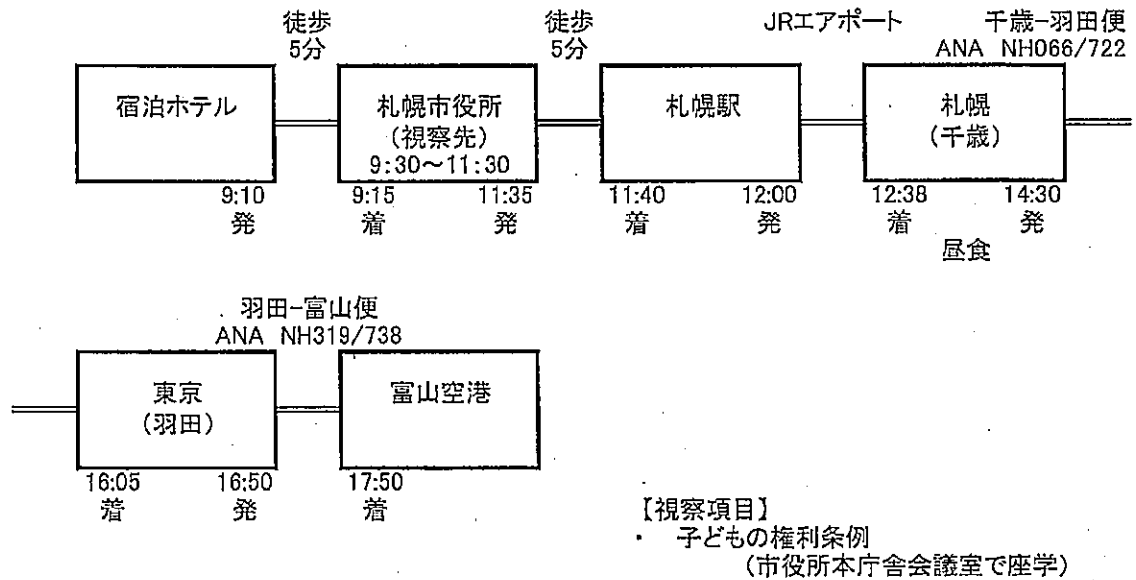 徒歩
5分
徒歩
5分
JRエアポート
千歳−羽田便
ANA NH066/722
宿泊ホテル
9:10
発
札幌市役所
(視察先)
9:30〜11:30
9:15
着
11:35
発
札幌駅
11:40
着
12:00
発
札幌
(千歳)
12:38
着
14:30
発
昼食
羽田−富山便
ANA NH319/738
東京
(羽田)
16:05
着
16:50
発
富山空港
17:50
着
【視察項目】
・ 子どもの権利条例
(市役所本庁舎会議室で座学)